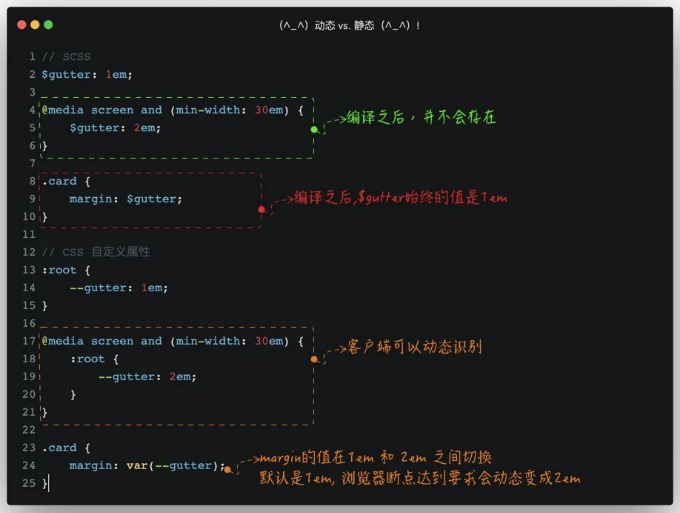 (^_^) 动态 vs. 静态 (^_^) !
1 // SCSS
2 $gutter: 1em;
3
4 @media screen and (min-width: 30em) {
5 $gutter: 2em;
编译之后,并不会存在
6 }
7
8 .card {
9 margin: $gutter;
编译之后,$gutter始终的值是1em
10 }
11
12 // CSS 自定义属性
13 :root {
14 --gutter: 1em;
15 }
16
17 @media screen and (min-width: 30em) {
客户端可以动态识别
18 :root {
19 --gutter: 2em;
20 }
21 }
22
23 .card {
24 margin: var(--gutter);
margin的值在1em 和 2em 之间切换
默认是1em, 浏览器断点达到要求会动态变成2em
25 }